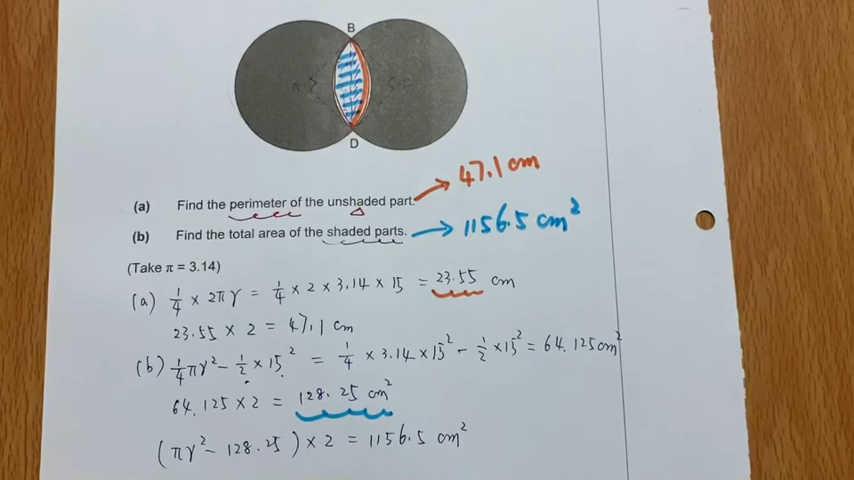 B
A
C
D
(a) Find the perimeter of the unshaded part. → 47.1 cm
(b) Find the total area of the shaded parts. → 1156.5 cm²
(Take π = 3.14)
(a) 1/4 × 2πr = 1/4 × 2 × 3.14 × 15 = 23.55 cm
23.55 × 2 = 47.1 cm
(b) 1/4πr² - 1/2 × 15² = 1/4 × 3.14 × 15² - 1/2 × 15² = 64.125 cm²
64.125 × 2 = 128.25 cm²
(πr² - 128.25) × 2 = 1156.5 cm²